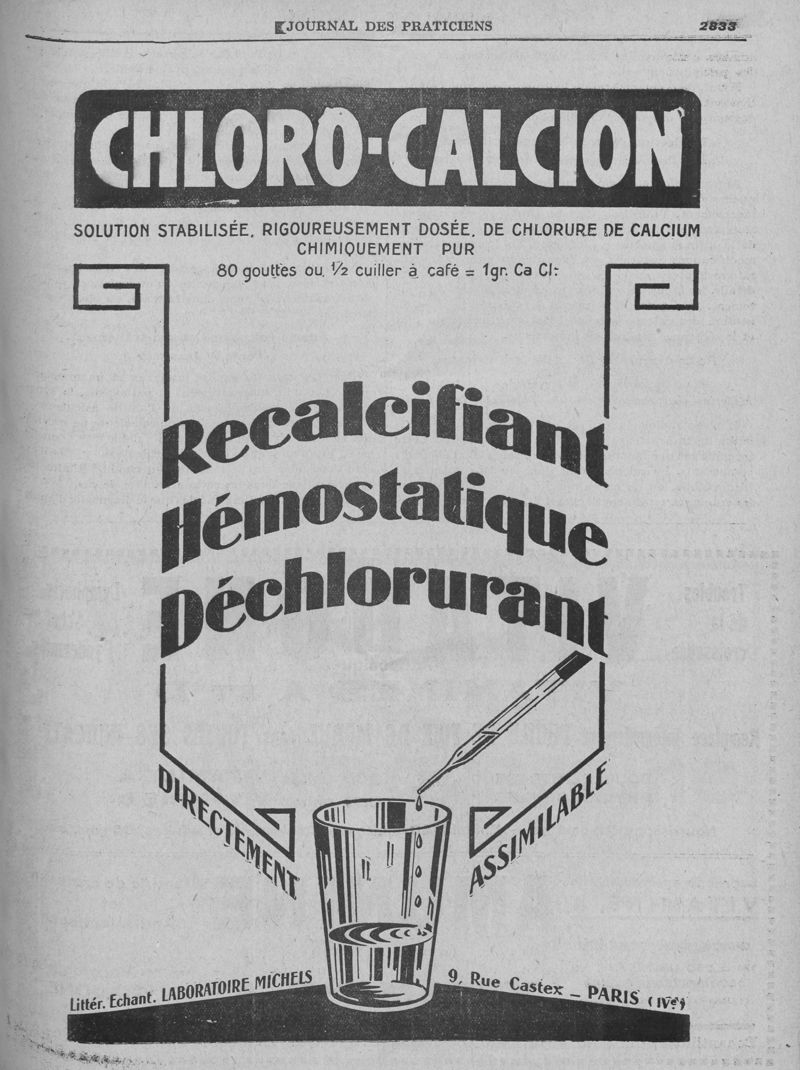 JOURNAL DES PRATICIENS 2833
CHLORO-CALCION
SOLUTION STABILISÉE, RIGOUREUSEMENT DOSÉE, DE CHLORURE DE CALCIUM
CHIMIQUEMENT PUR
80 gouttes ou ½ cuiller à café = 1gr. Ca Cl²
Recalcifiant
Hémostatique
Déchlorurant
DIRECTEMENT
ASSIMILABLE
Littér. Echant. LABORATOIRE MICHELS
9, Rue Castex – PARIS (IVe)